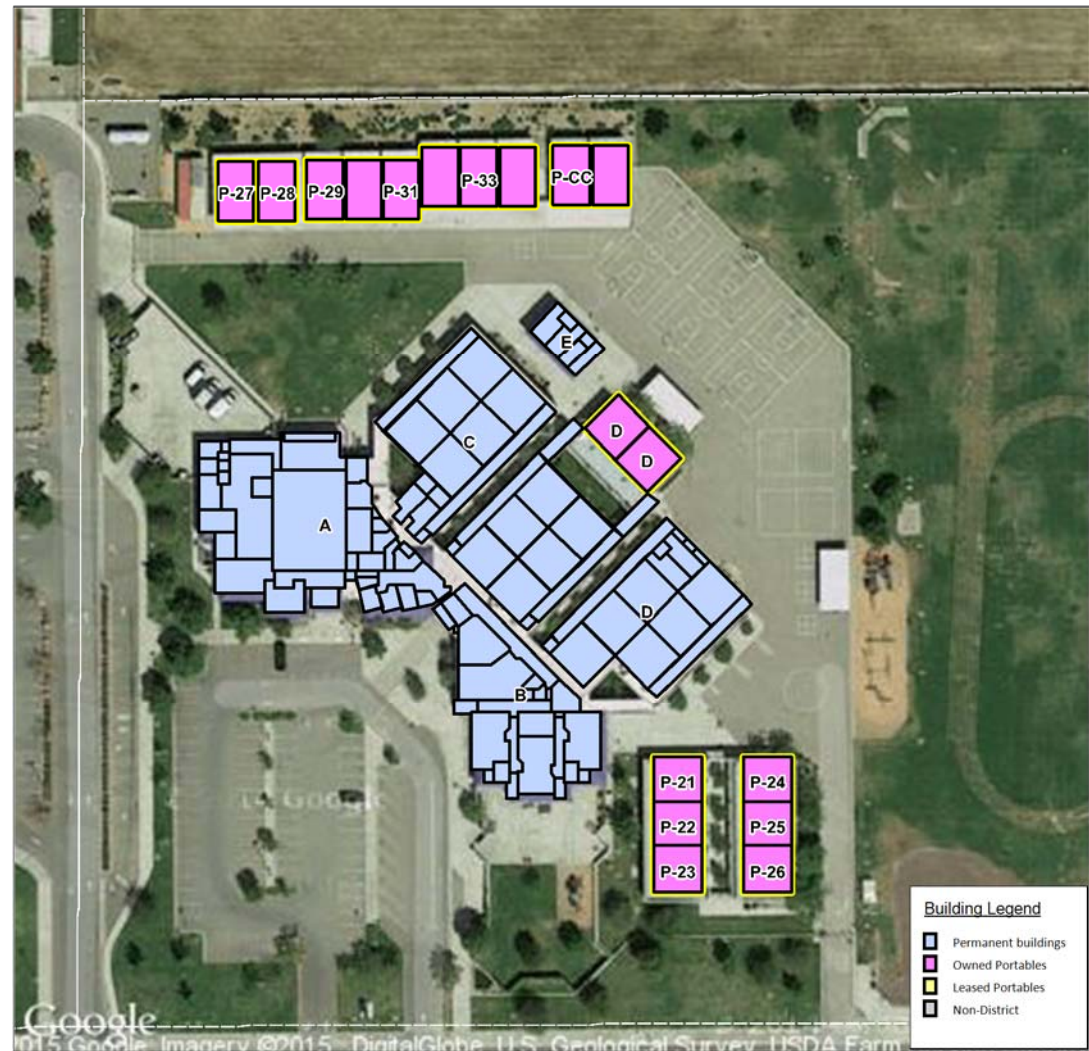 P-27
P-28
P-29
P-31
P-33
P-CC
E
D
D
C
A
D
B
P-21
P-24
P-22
P-25
P-23
P-26
Google
Building Legend
Permanent buildings
Owned Portables
Leased Portables
Non-District
Google
2015 Google, Imagery ©2015, DigitalGlobe, U.S. Geological Survey, USDA Farm